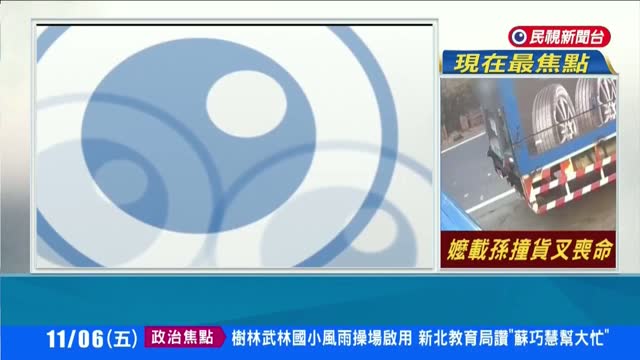 民視新聞台
現在最焦點
嬤載孫撞貨叉喪命
11/06(五) 政治焦點 樹林武林國小風雨操場啟用 新北教育局讚"蘇巧慧幫大忙"